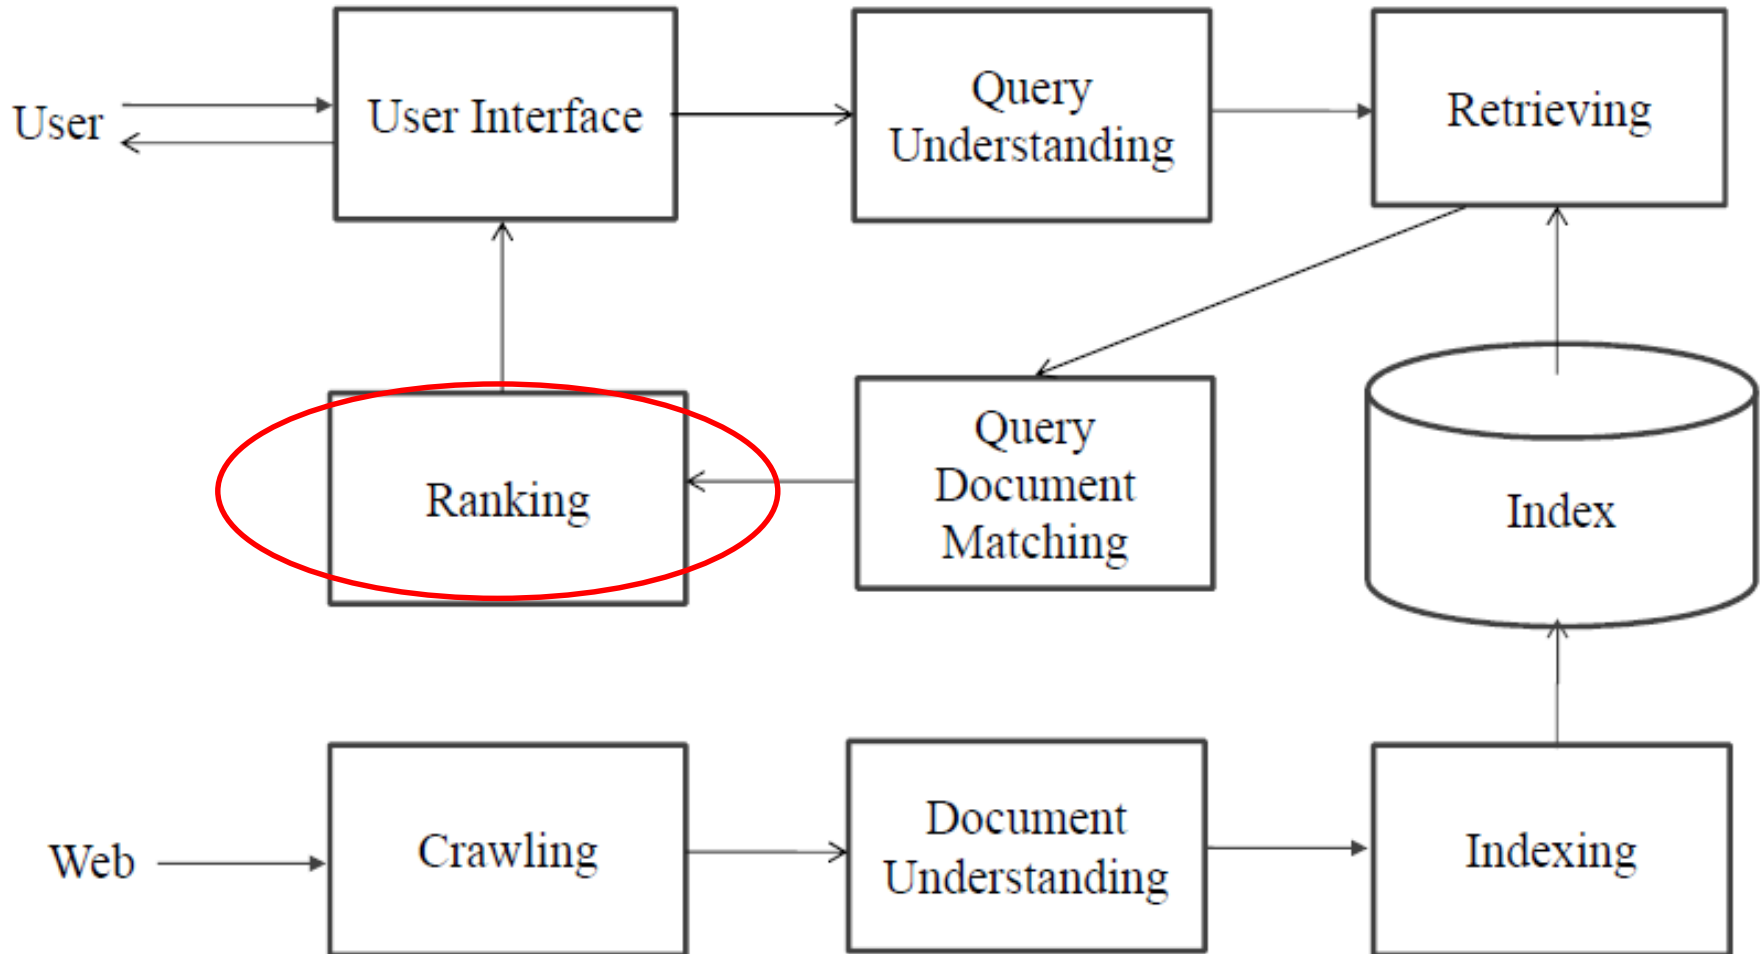 User
User Interface
Query
Understanding
Retrieving
Ranking
Query
Document
Matching
Index
Web
Crawling
Document
Understanding
Indexing